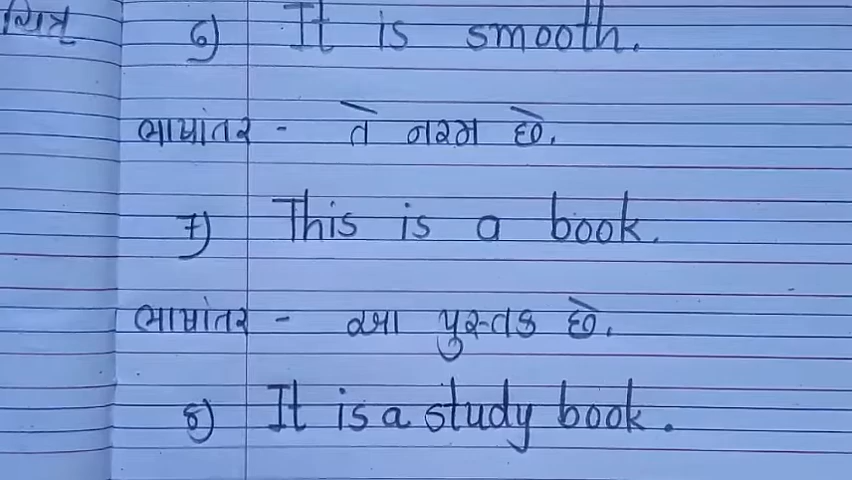 ચિત્ર
6) It is smooth.
ભાષાંતર - તે નરમ છે.
7) This is a book.
ભાષાંતર - આ પુસ્તક છે.
8) It is a study book.